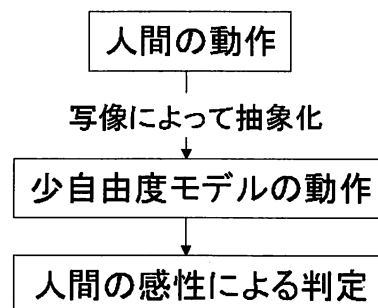 人間の動作
写像によって抽象化
少自由度モデルの動作
人間の感性による判定